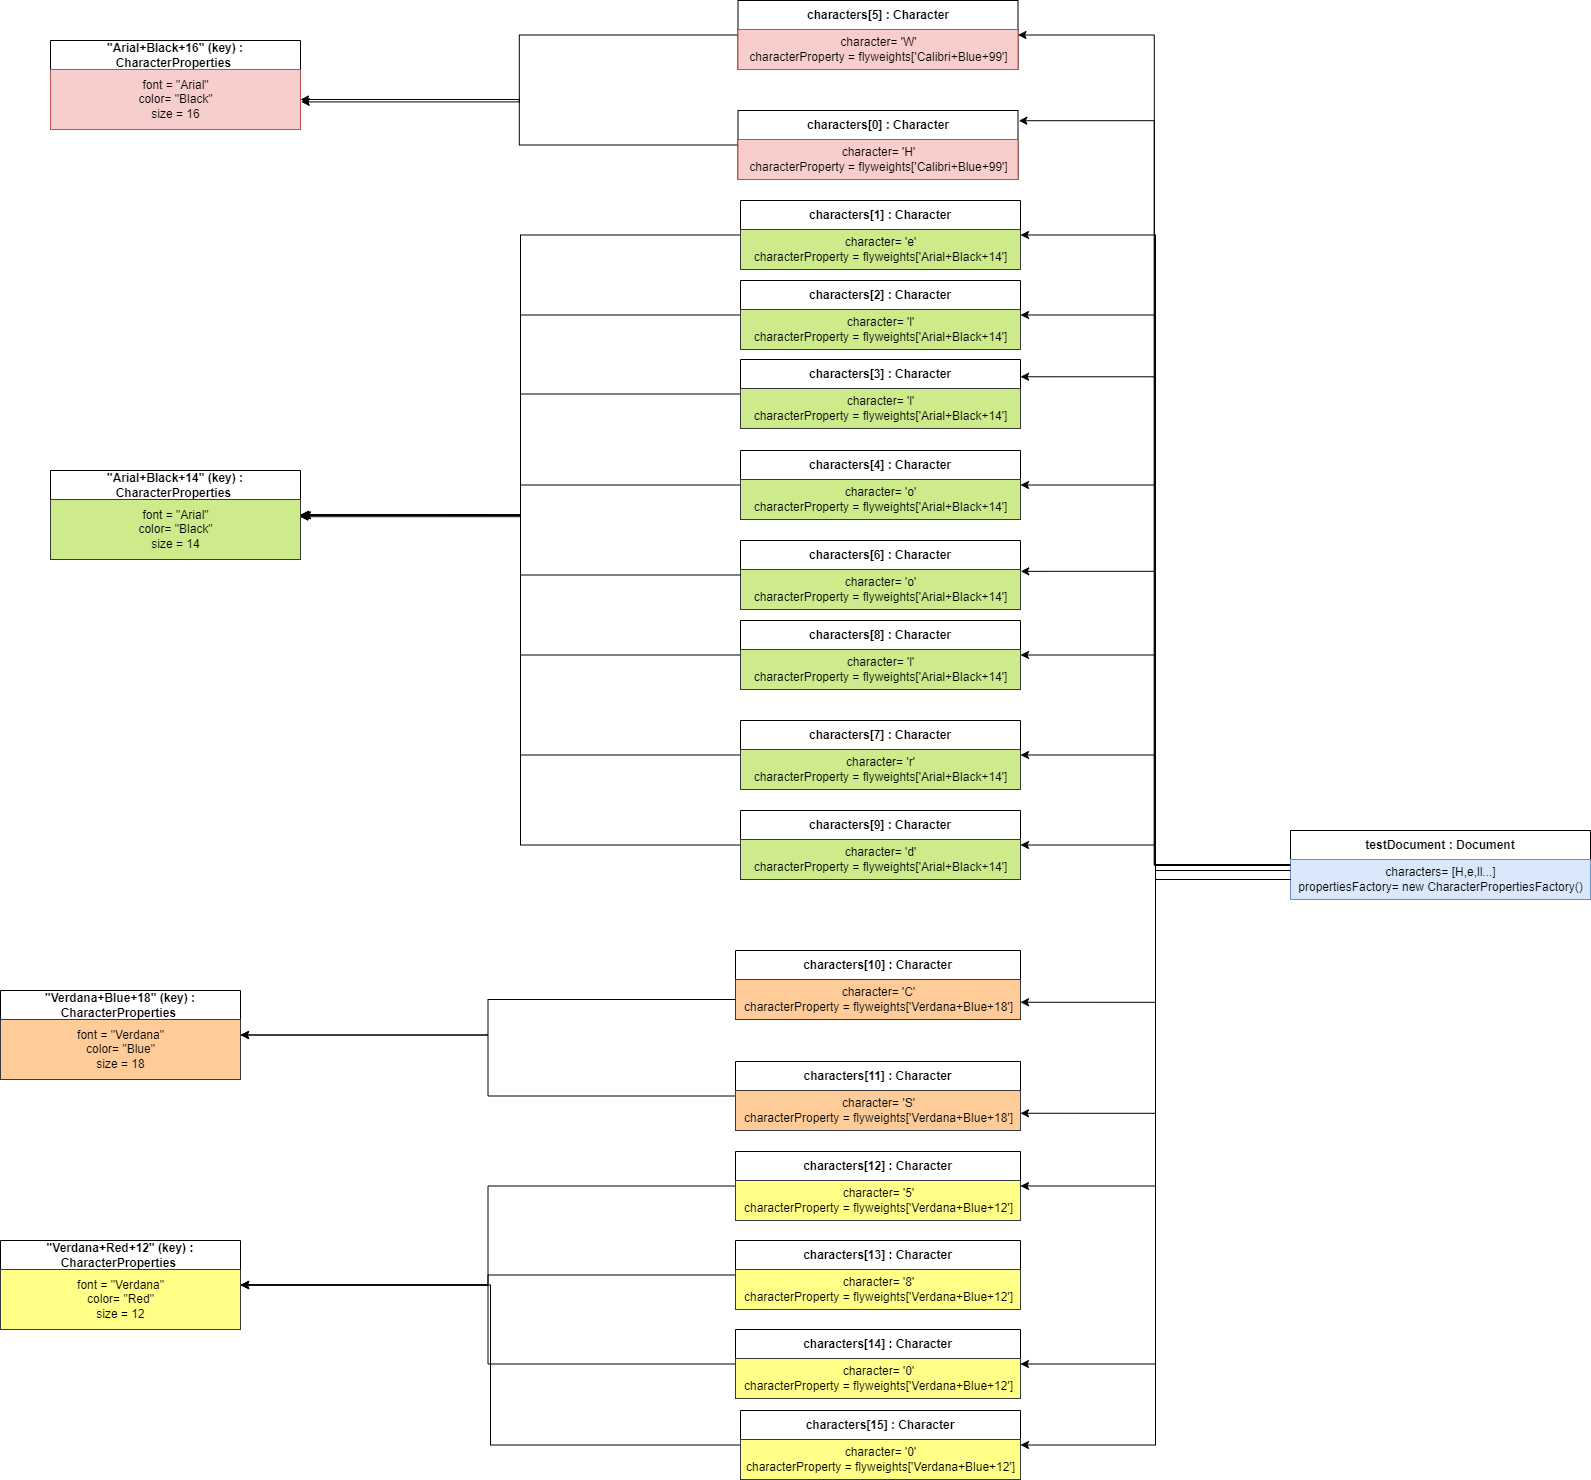 characters[5] : Character
character= 'W'
characterProperty = flyweights['Calibri+Blue+99']
"Arial+Black+16" (key) :
CharacterProperties
font = "Arial"
color= "Black"
size = 16
characters[0] : Character
character= 'H'
characterProperty = flyweights['Calibri+Blue+99']
characters[1] : Character
character= 'e'
characterProperty = flyweights['Arial+Black+14']
characters[2] : Character
character= 'l'
characterProperty = flyweights['Arial+Black+14']
characters[3] : Character
character= 'l'
characterProperty = flyweights['Arial+Black+14']
characters[4] : Character
character= 'o'
characterProperty = flyweights['Arial+Black+14']
"Arial+Black+14" (key) :
CharacterProperties
font = "Arial"
color= "Black"
size = 14
characters[6] : Character
character= 'o'
characterProperty = flyweights['Arial+Black+14']
characters[8] : Character
character= 'l'
characterProperty = flyweights['Arial+Black+14']
characters[7] : Character
character= 'r'
characterProperty = flyweights['Arial+Black+14']
characters[9] : Character
character= 'd'
characterProperty = flyweights['Arial+Black+14']
testDocument : Document
characters= [H,e,ll...]
propertiesFactory= new CharacterPropertiesFactory()
characters[10] : Character
character= 'C'
characterProperty = flyweights['Verdana+Blue+18']
"Verdana+Blue+18" (key) :
CharacterProperties
font = "Verdana"
color= "Blue"
size = 18
characters[11] : Character
character= 'S'
characterProperty = flyweights['Verdana+Blue+18']
characters[12] : Character
character= '5'
characterProperty = flyweights['Verdana+Blue+12']
"Verdana+Red+12" (key) :
CharacterProperties
font = "Verdana"
color= "Red"
size = 12
characters[13] : Character
character= '8'
characterProperty = flyweights['Verdana+Blue+12']
characters[14] : Character
character= '0'
characterProperty = flyweights['Verdana+Blue+12']
characters[15] : Character
character= '0'
characterProperty = flyweights['Verdana+Blue+12']